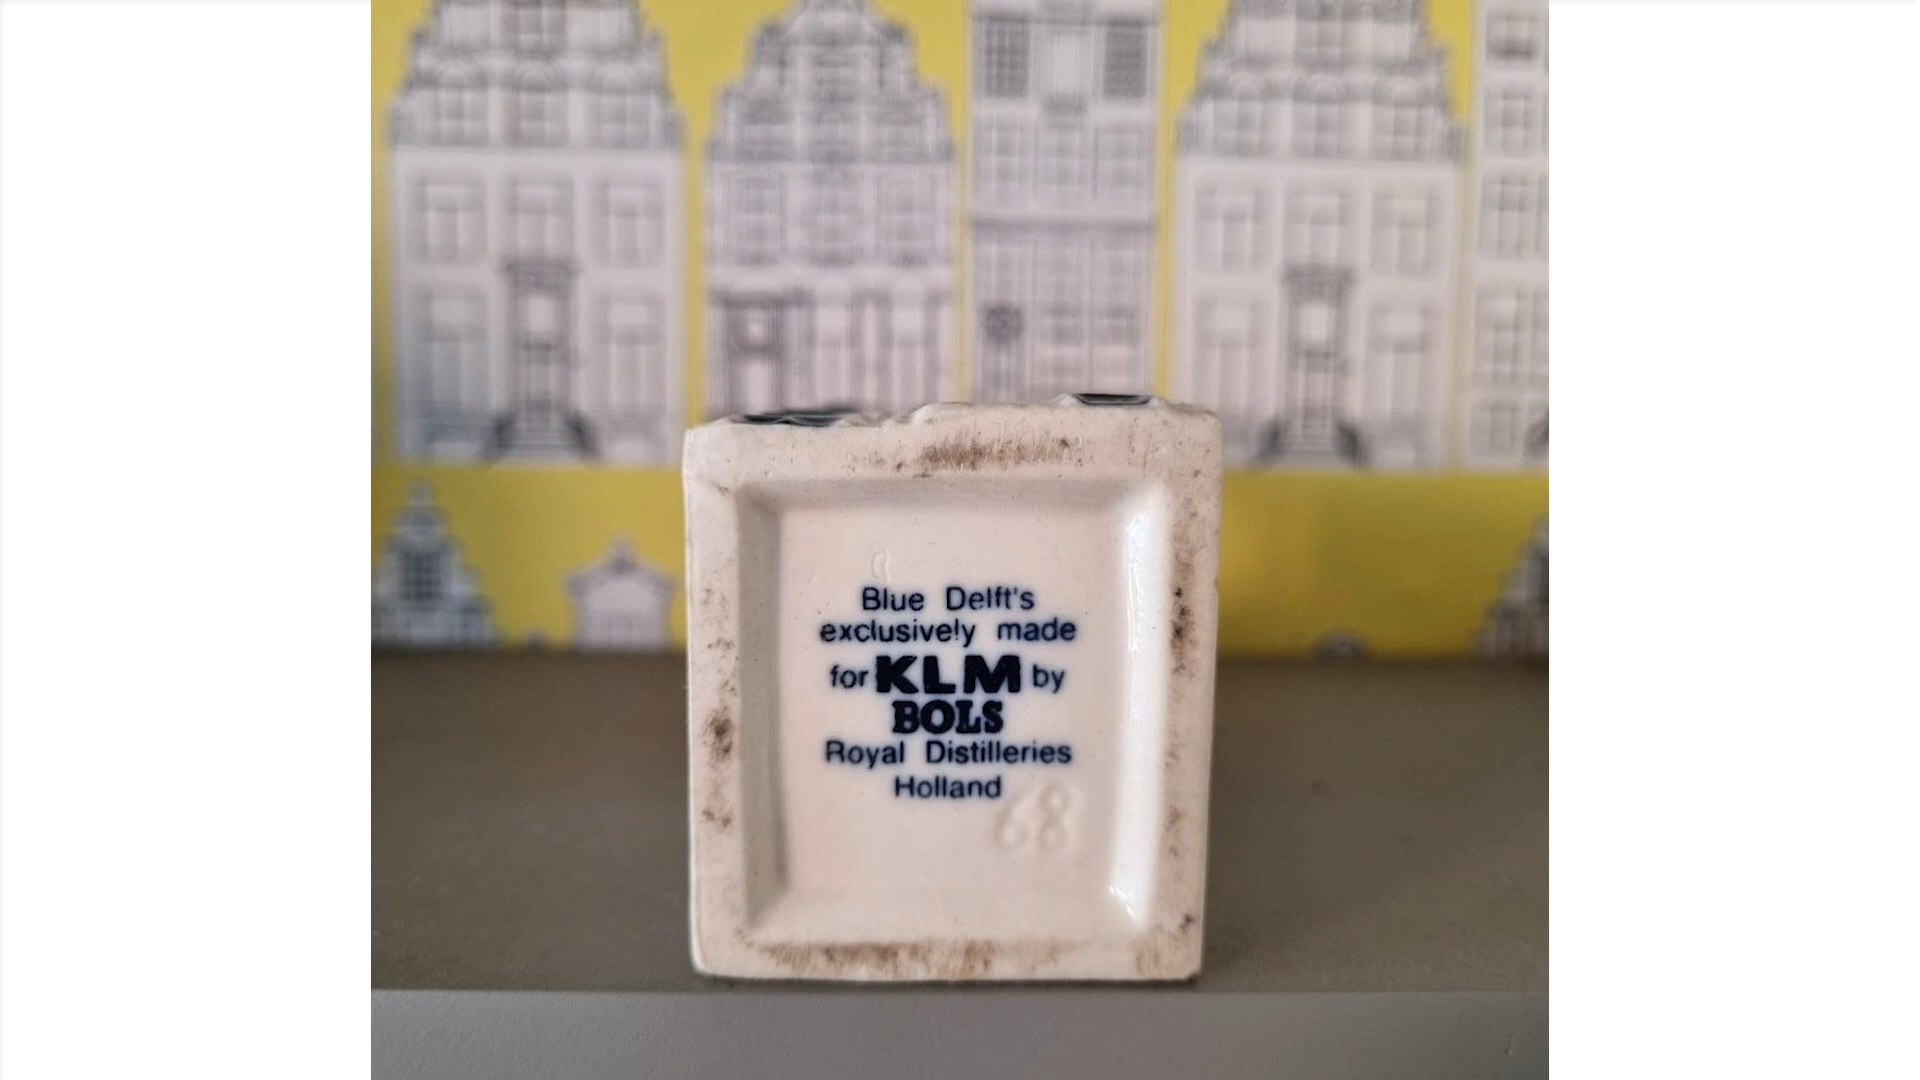 Blue Delft's
exclusively made
for KLM by
BOLS
Royal Distilleries
Holland
68